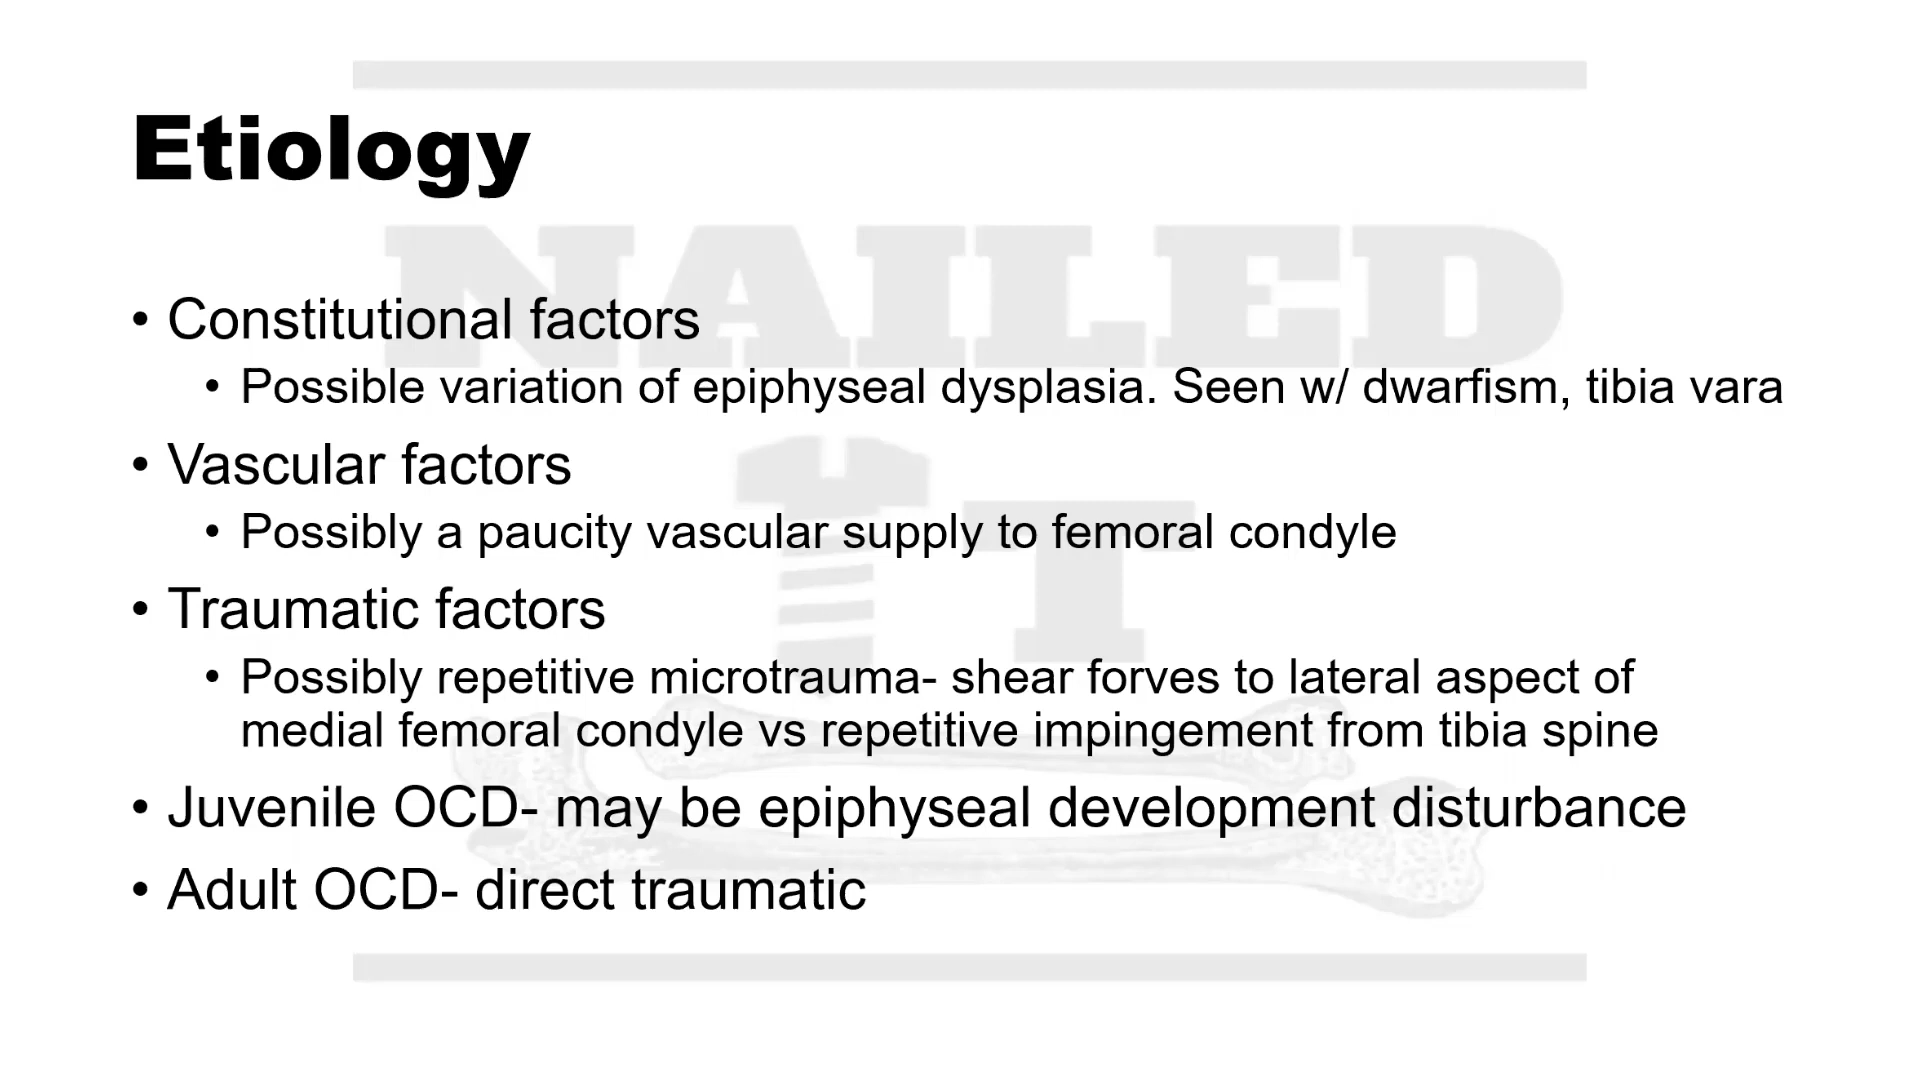 Etiology
• Constitutional factors
• Possible variation of epiphyseal dysplasia. Seen w/ dwarfism, tibia vara
• Vascular factors
• Possibly a paucity vascular supply to femoral condyle
• Traumatic factors
• Possibly repetitive microtrauma- shear forves to lateral aspect of
medial femoral condyle vs repetitive impingement from tibia spine
• Juvenile OCD- may be epiphyseal development disturbance
• Adult OCD- direct traumatic
NAILED
IT